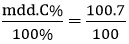 mdd.C% / 100% = 100.7 / 100